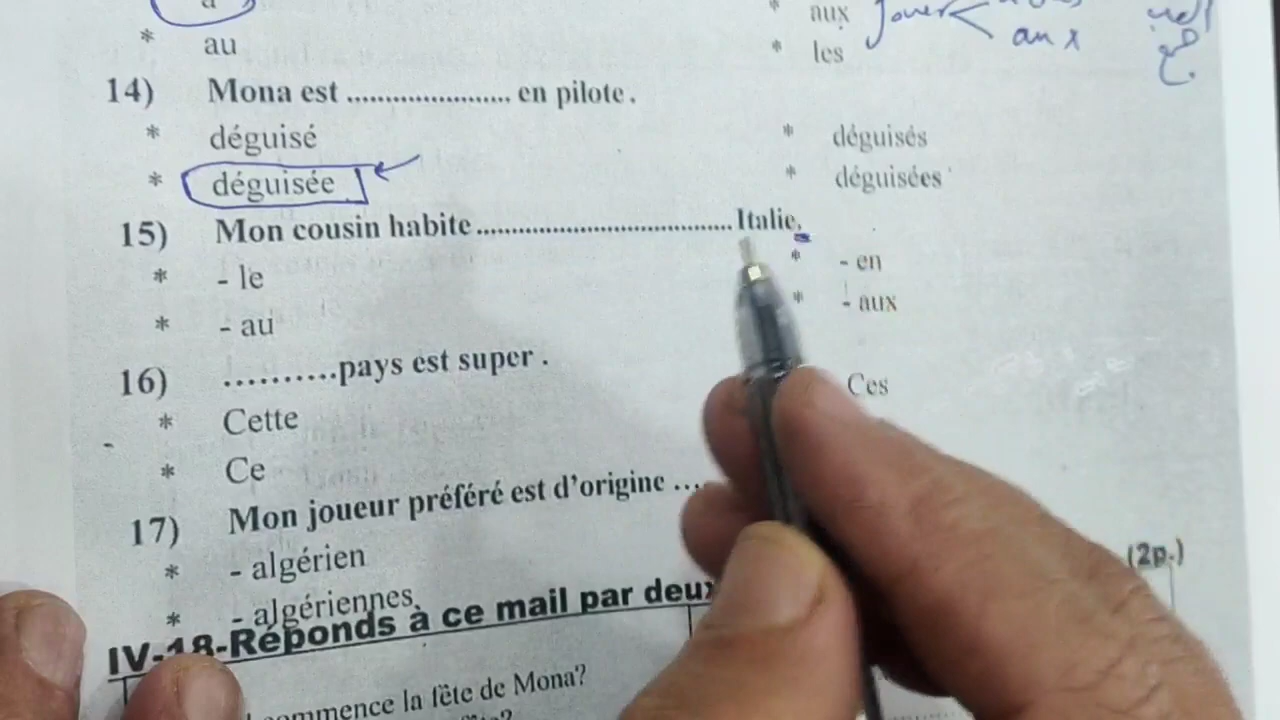 à
* au
* aux
* les
jouer
aux
14) Mona est ...................... en pilote.
* déguisé
* déguisés
* déguisée
* déguisées
15) Mon cousin habite ...................................... Italie.
* - le
* - en
* - au
* - aux
16) ..........pays est super .
* Cette
Ces
* Ce
17) Mon joueur préféré est d'origine ...
* - algérien
* - algériennes
IV-18-Réponds à ce mail par deux
(2p.)
commence la fête de Mona?